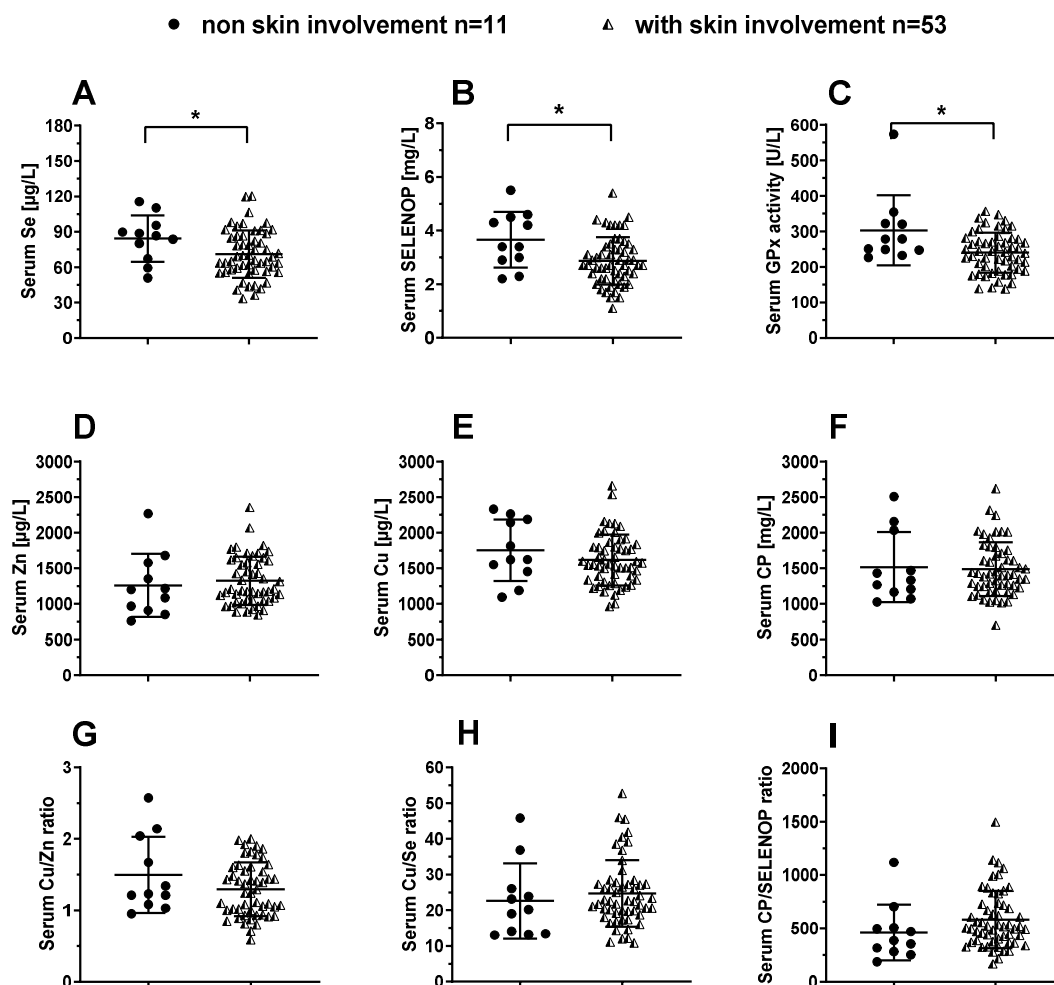 non skin involvement n=11
with skin involvement n=53
A
*
Serum Se [µg/L]
180
150
120
90
60
30
0
B
*
Serum SELENOP [mg/L]
8
6
4
2
0
C
*
Serum GPx activity [U/L]
600
500
400
300
200
100
0
D
Serum Zn [µg/L]
3000
2500
2000
1500
1000
500
0
E
Serum Cu [µg/L]
3000
2500
2000
1500
1000
500
0
F
Serum CP [mg/L]
3000
2500
2000
1500
1000
500
0
G
Serum Cu/Zn ratio
3
2
1
0
H
Serum Cu/Se ratio
60
50
40
30
20
10
0
I
Serum CP/SELENOP ratio
2000
1500
1000
500
0